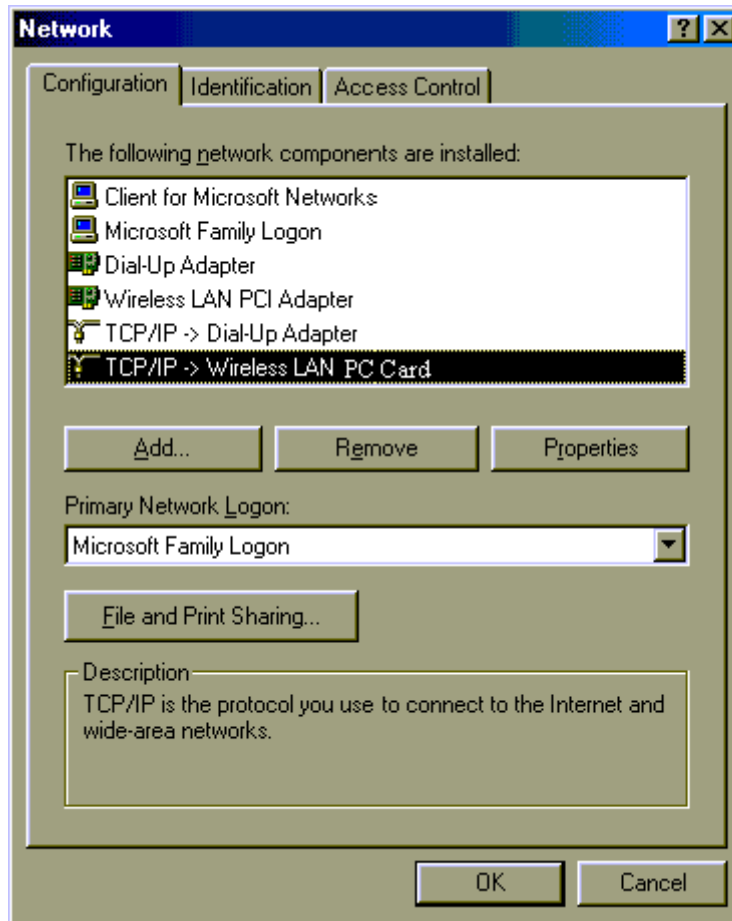 Network
Configuration Identification Access Control
The following network components are installed:
Client for Microsoft Networks
Microsoft Family Logon
Dial-Up Adapter
Wireless LAN PCI Adapter
TCP/IP -> Dial-Up Adapter
TCP/IP -> Wireless LAN PC Card
Add... Remove Properties
Primary Network Logon:
Microsoft Family Logon
File and Print Sharing...
Description
TCP/IP is the protocol you use to connect to the Internet and
wide-area networks.
OK Cancel